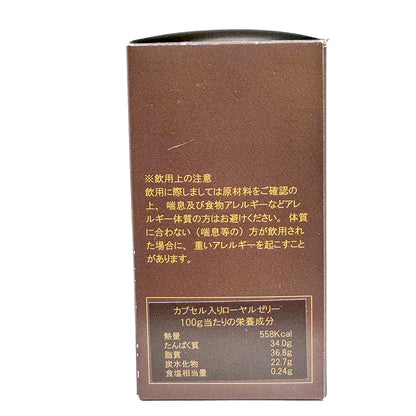 ※飲用上の注意
飲用に際しましては原材料をご確認の
上、喘息及び食物アレルギーなどアレ
ルギー体質の方はお避けください。体質
に合わない（喘息等の）方が飲用され
た場合に、重いアレルギーを起こすこと
があります。
カプセル入りローヤルゼリー
100g当たりの栄養成分
熱量 558Kcal
たんぱく質 34.0g
脂質 36.8g
炭水化物 22.7g
食塩相当量 0.24g